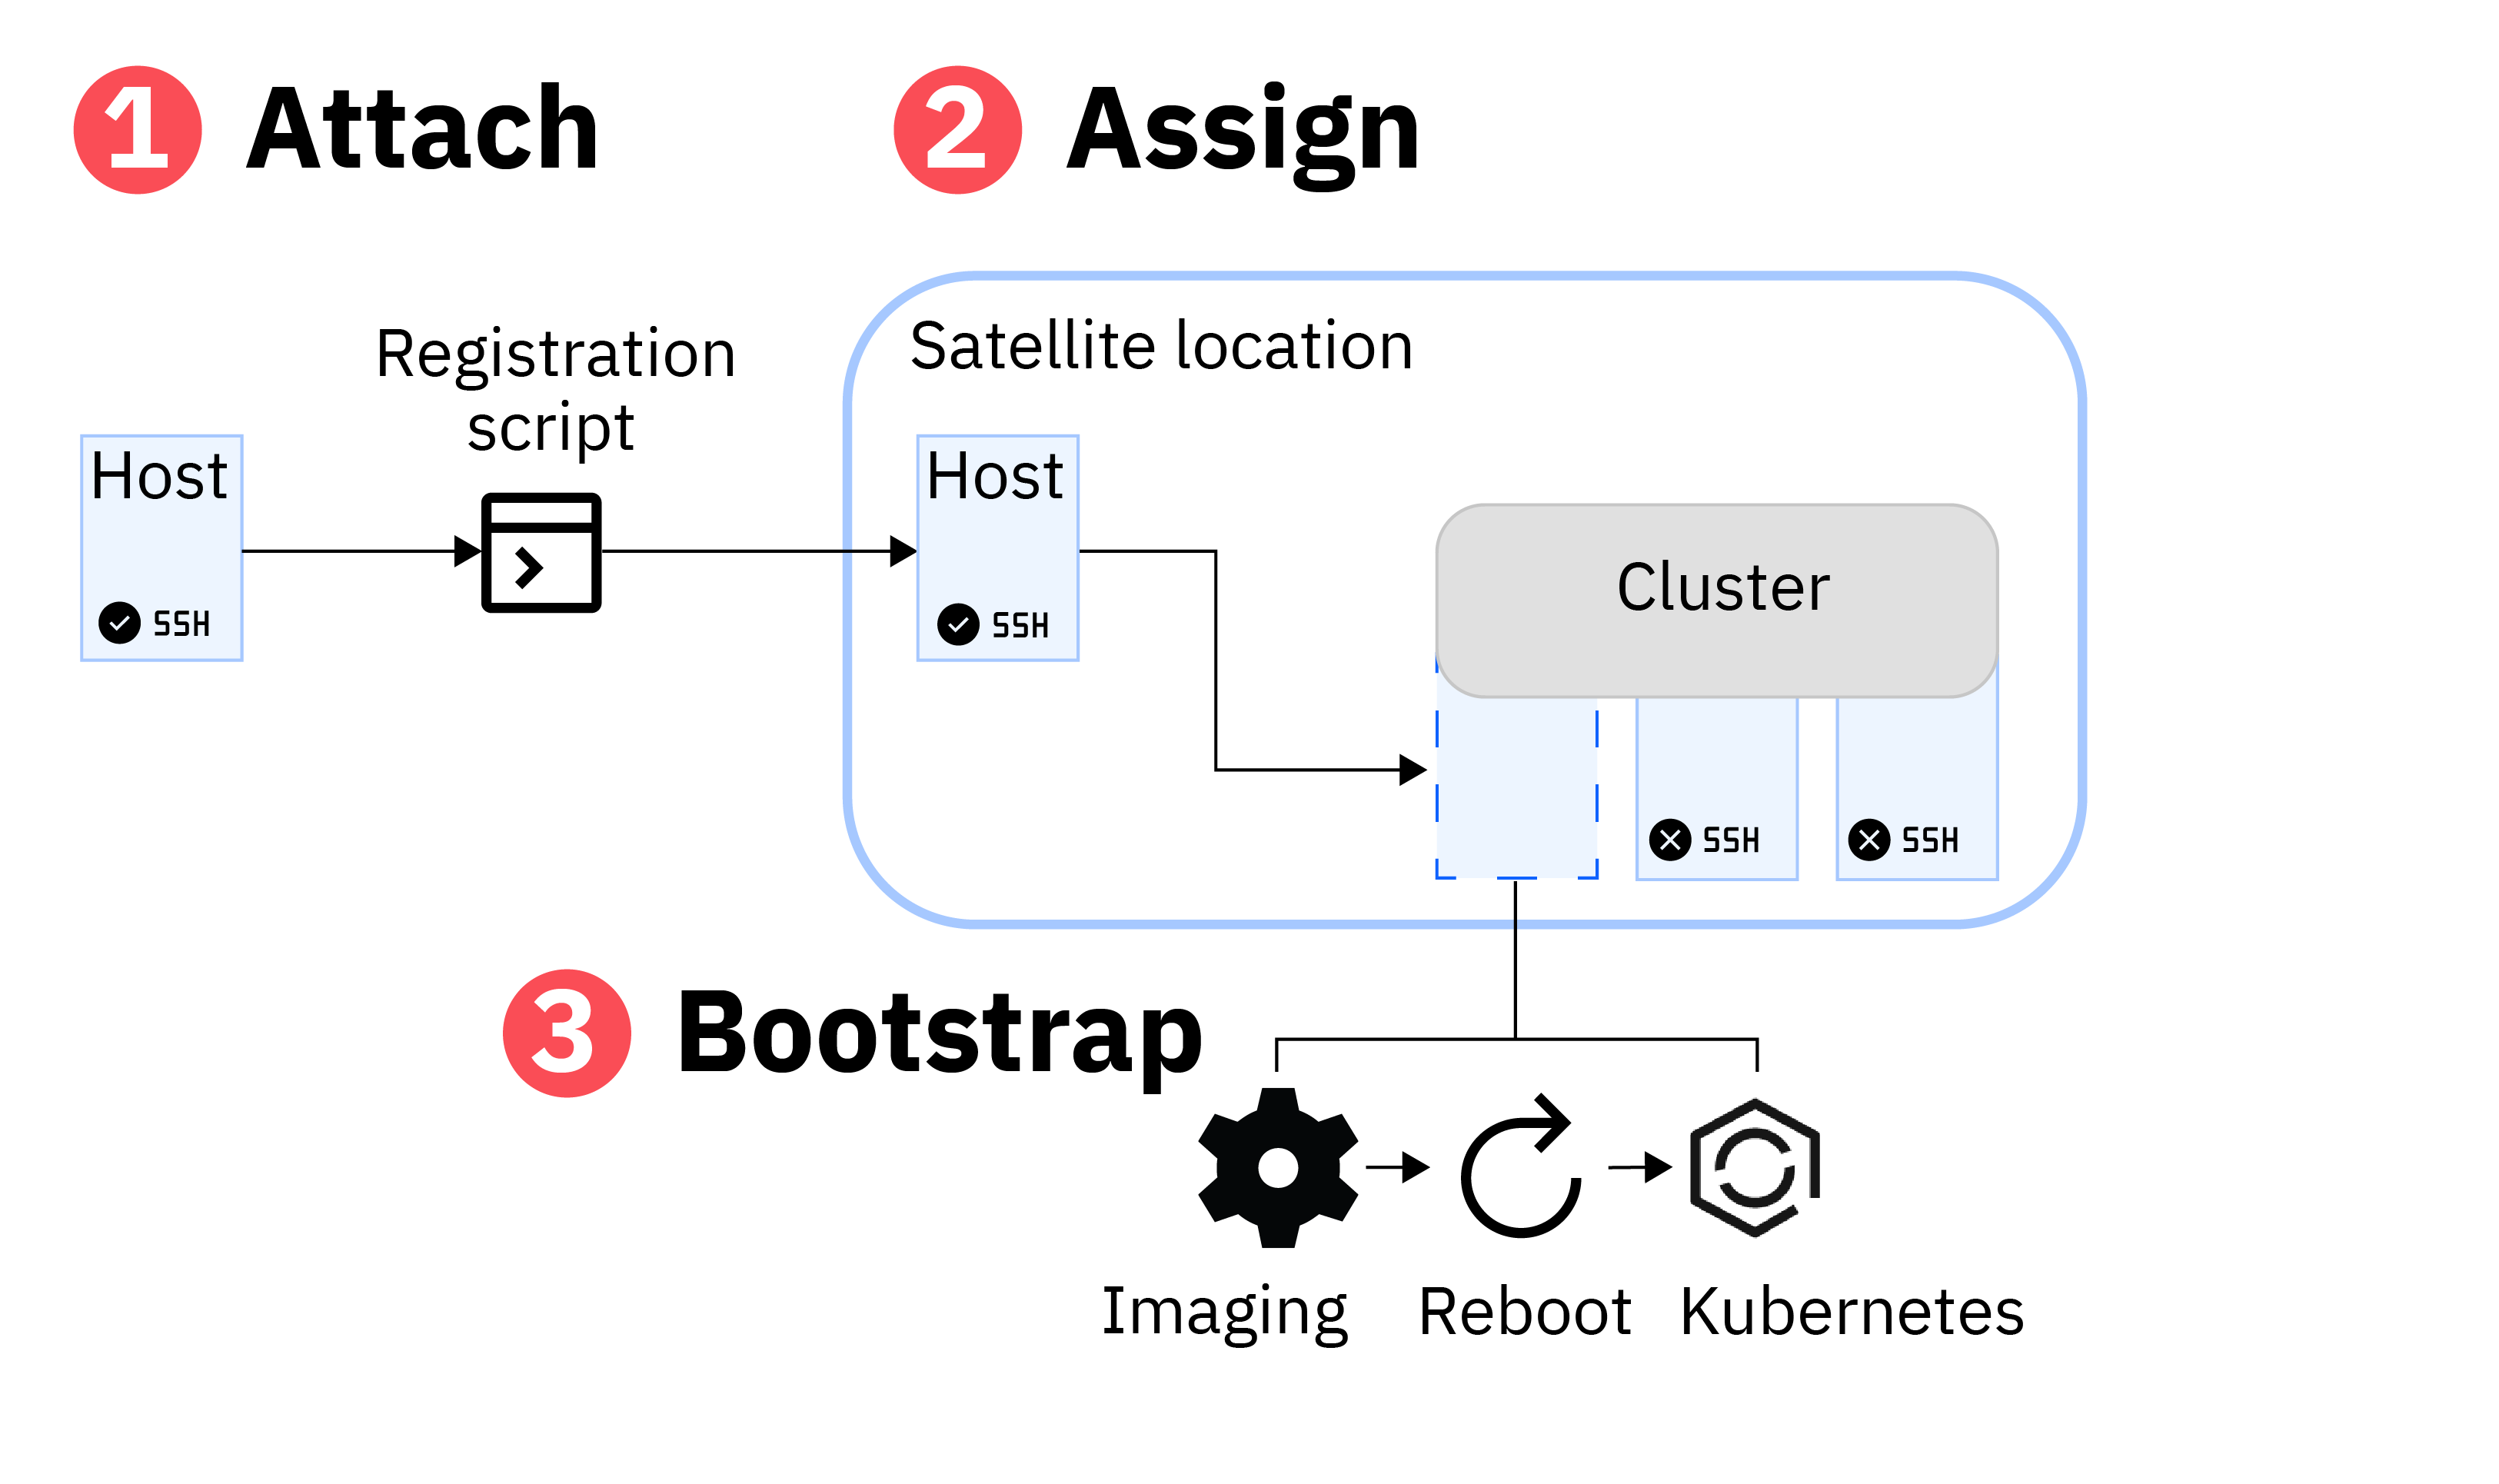 1 Attach
2 Assign
Registration
script
Satellite location
Host
SSH
Host
SSH
Cluster
SSH
SSH
3 Bootstrap
Imaging
Reboot
Kubernetes